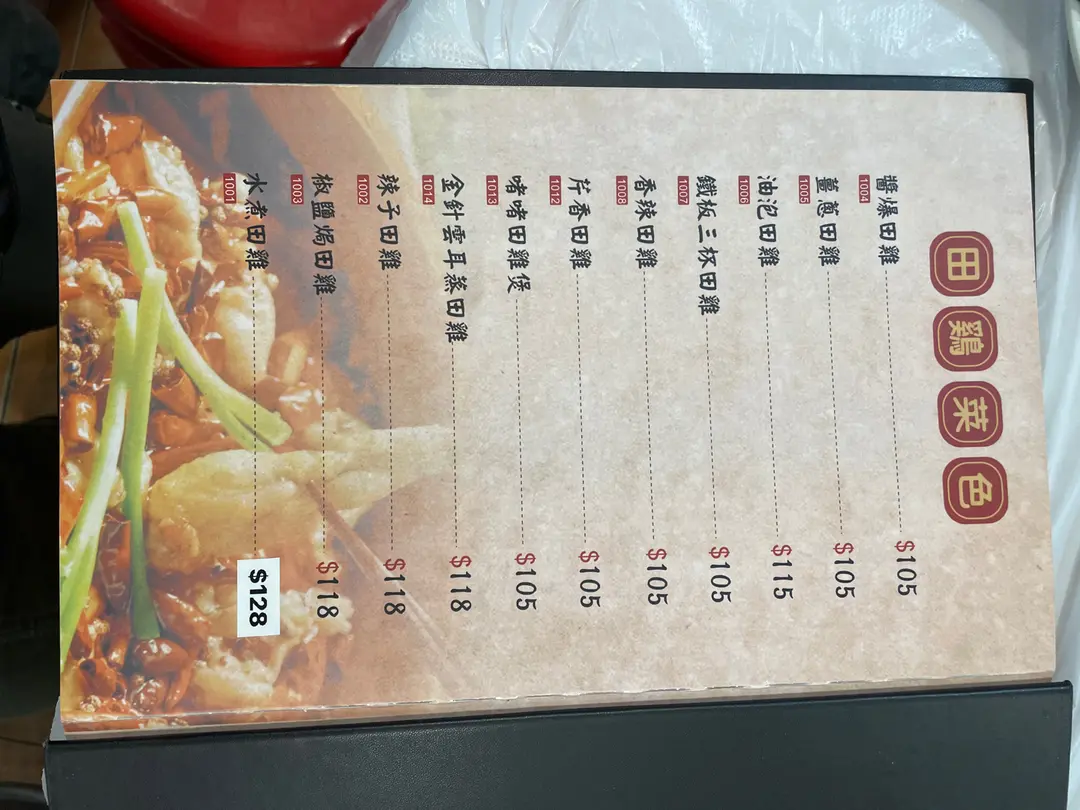 田鷄菜色
1004 醬爆田雞 $105
1005 薑蔥田雞 $105
1006 油泡田雞 $115
1007 鐵板三杯田雞 $105
1008 香辣田雞 $105
1012 芹香田雞 $105
1013 啫啫田雞煲 $105
1014 金針雲耳蒸田雞 $118
1002 辣子田雞 $118
1003 椒鹽焗田雞 $118
1001 水煮田雞 $128